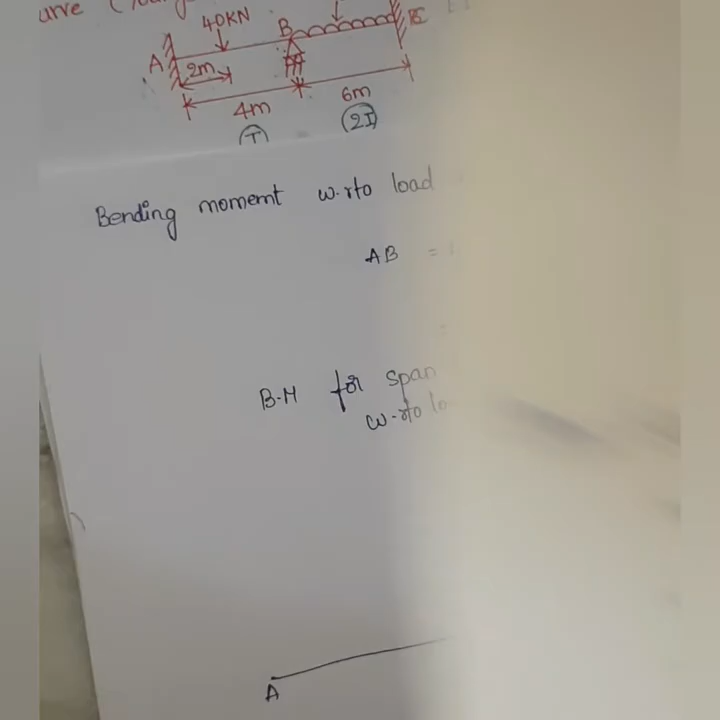 40KN
A
B
2m
4m
6m
I
2I
Bending moment w.r.to load
AB =
B.M for span
w.r.to lo
A